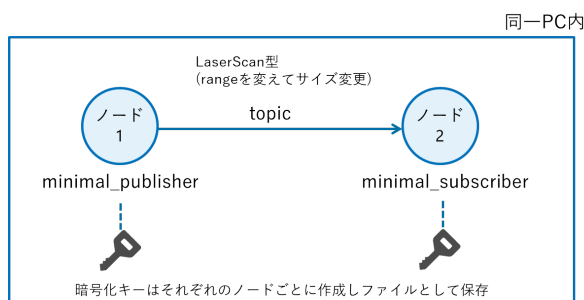 同一PC内
LaserScan型
(rangeを変えてサイズ変更)
ノード
1
topic
ノード
2
minimal_publisher
minimal_subscriber
暗号化キーはそれぞれのノードごとに作成しファイルとして保存